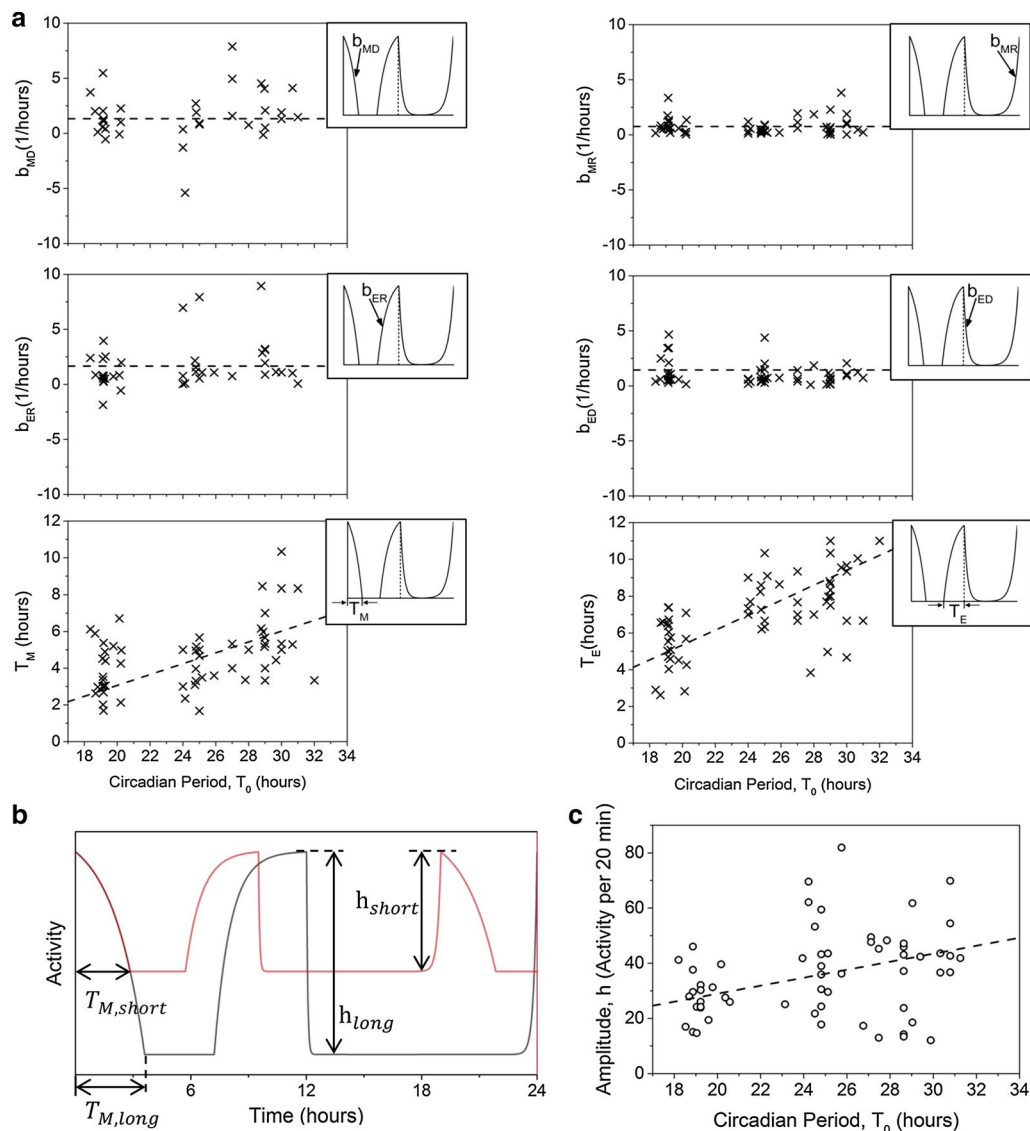 a
10
5
0
-5
-10
b_MD(1/hours)
b_MD
10
5
0
-5
-10
b_MR(1/hours)
b_MR
10
5
0
-5
-10
b_ER(1/hours)
b_ER
10
5
0
-5
-10
b_ED(1/hours)
b_ED
12
10
8
6
4
2
0
T_M (hours)
T_M
18 20 22 24 26 28 30 32 34
Circadian Period, T_0 (hours)
12
10
8
6
4
2
0
T_E(hours)
T_E
18 20 22 24 26 28 30 32 34
Circadian Period, T_0 (hours)
b
Activity
h_short
h_long
T_M,short
T_M,long
0 6 12 18 24
Time (hours)
c
Amplitude, h (Activity per 20 min)
80
60
40
20
0
18 20 22 24 26 28 30 32 34
Circadian Period, T_0 (hours)